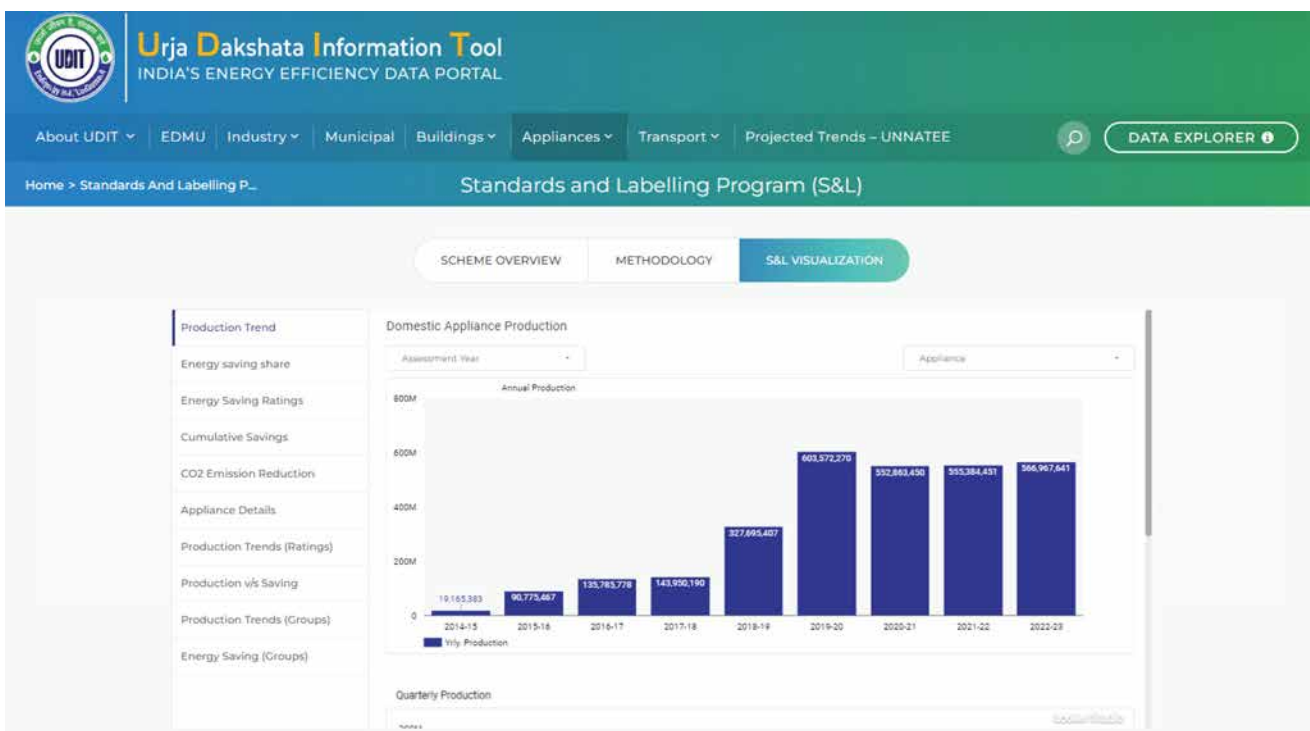 UDIT
Urja Dakshata Information Tool
INDIA'S ENERGY EFFICIENCY DATA PORTAL
About UDIT
EDMU
Industry
Municipal
Buildings
Appliances
Transport
Projected Trends – UNNATEE
DATA EXPLORER
Home > Standards And Labelling P...
Standards and Labelling Program (S&L)
SCHEME OVERVIEW
METHODOLOGY
S&L VISUALIZATION
Production Trend
Energy saving share
Energy Saving Ratings
Cumulative Savings
CO2 Emission Reduction
Appliance Details
Production Trends (Ratings)
Production v/s Saving
Production Trends (Groups)
Energy Saving (Groups)
Domestic Appliance Production
Assessment Year
Appliance
Annual Production
800M
600M
400M
200M
0
19,165,383
90,775,467
135,785,778
143,950,190
327,695,407
603,572,270
552,863,450
555,384,451
566,967,641
2014-15
2015-16
2016-17
2017-18
2018-19
2019-20
2020-21
2021-22
2022-23
Yrly. Production
Quarterly Production